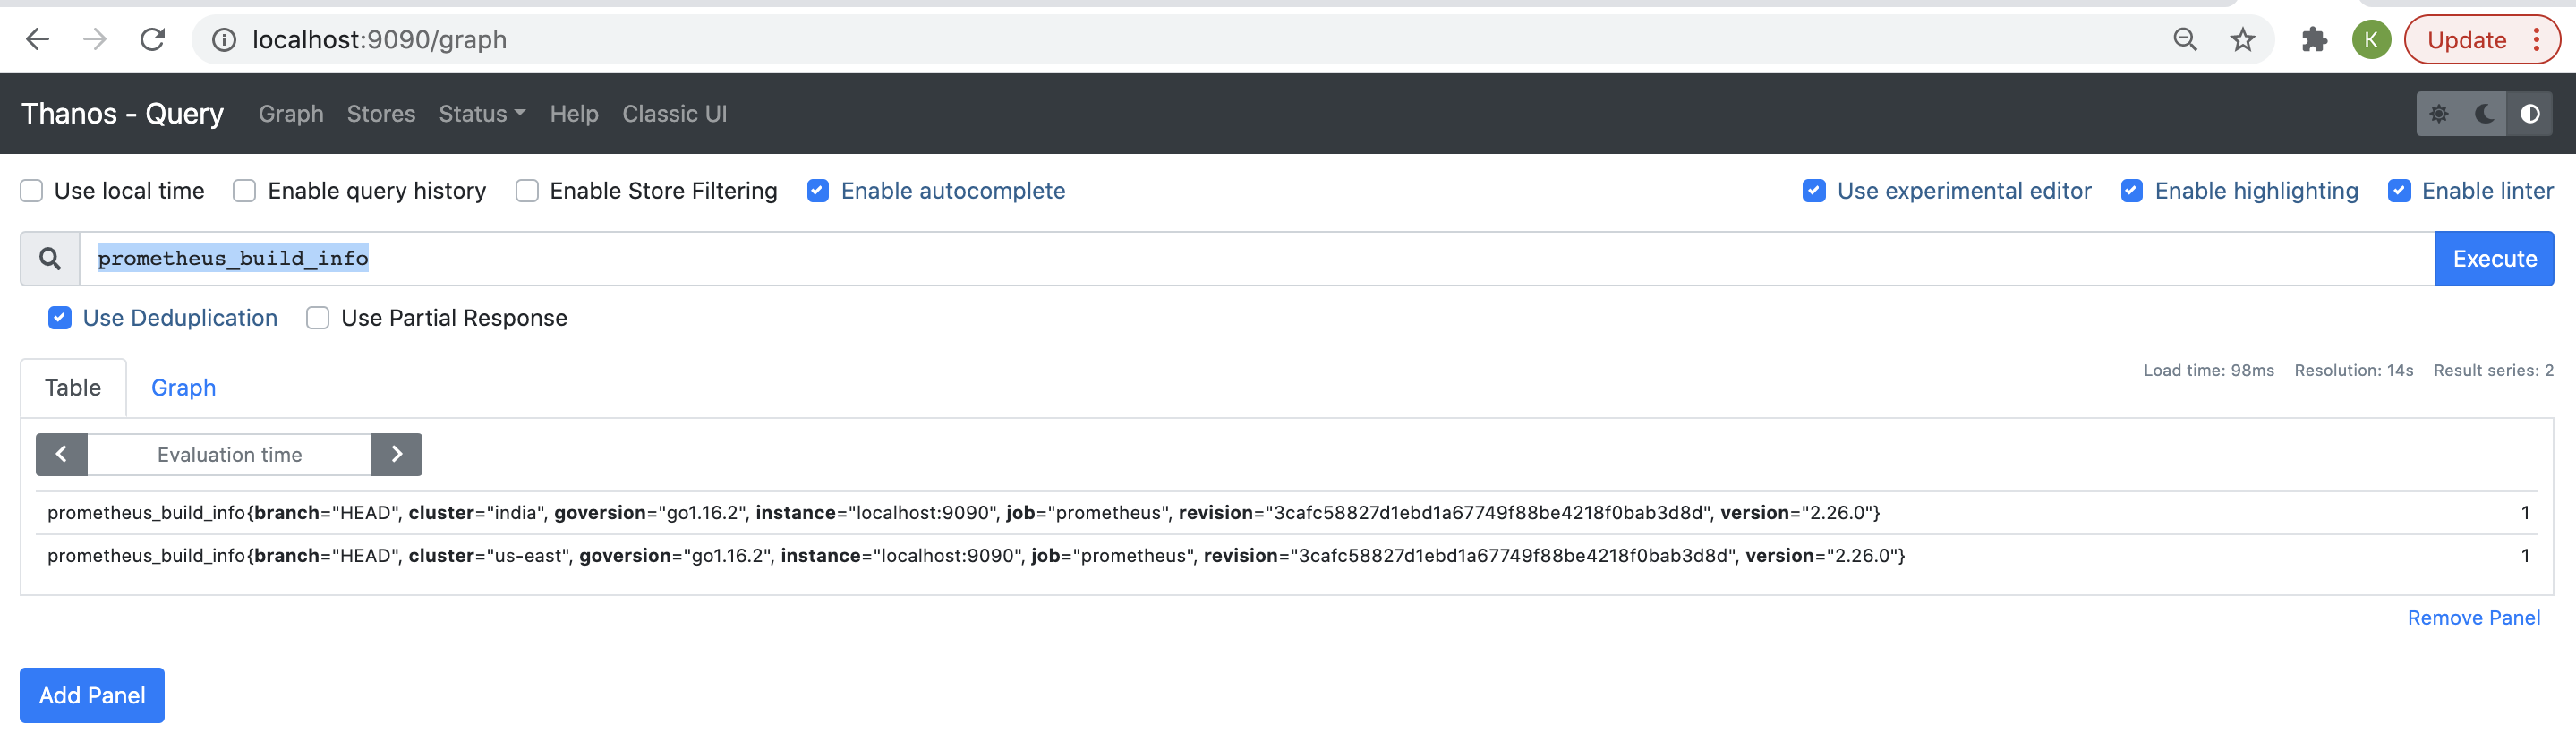 localhost:9090/graph K Update
Thanos - Query Graph Stores Status Help Classic UI
Use local time Enable query history Enable Store Filtering Enable autocomplete Use experimental editor Enable highlighting Enable linter
prometheus_build_info Execute
Use Deduplication Use Partial Response
Table Graph Load time: 98ms Resolution: 14s Result series: 2
Evaluation time
prometheus_build_info{branch="HEAD", cluster="india", goversion="go1.16.2", instance="localhost:9090", job="prometheus", revision="3cafc58827d1ebd1a67749f88be4218f0bab3d8d", version="2.26.0"} 1
prometheus_build_info{branch="HEAD", cluster="us-east", goversion="go1.16.2", instance="localhost:9090", job="prometheus", revision="3cafc58827d1ebd1a67749f88be4218f0bab3d8d", version="2.26.0"} 1
Remove Panel
Add Panel